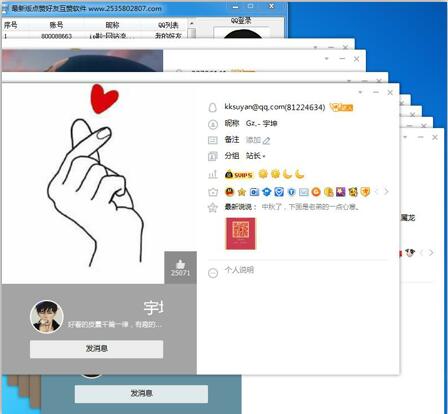 最新版点赞好友互赞软件 www.2535802807.com
序号 账号 昵称 QQ列表 QQ登录
1 800088663 我的好友
kksuyan@qq.com(81224634)
昵称 Gz,-宇坤
备注 添加
分组 站长
SVIP5
最新说说： 中秋了，下面是老弟的一点心意。
属龙
25071
个人说明
宇坤
好看的皮囊千篇一律，有趣的...
发消息
发消息